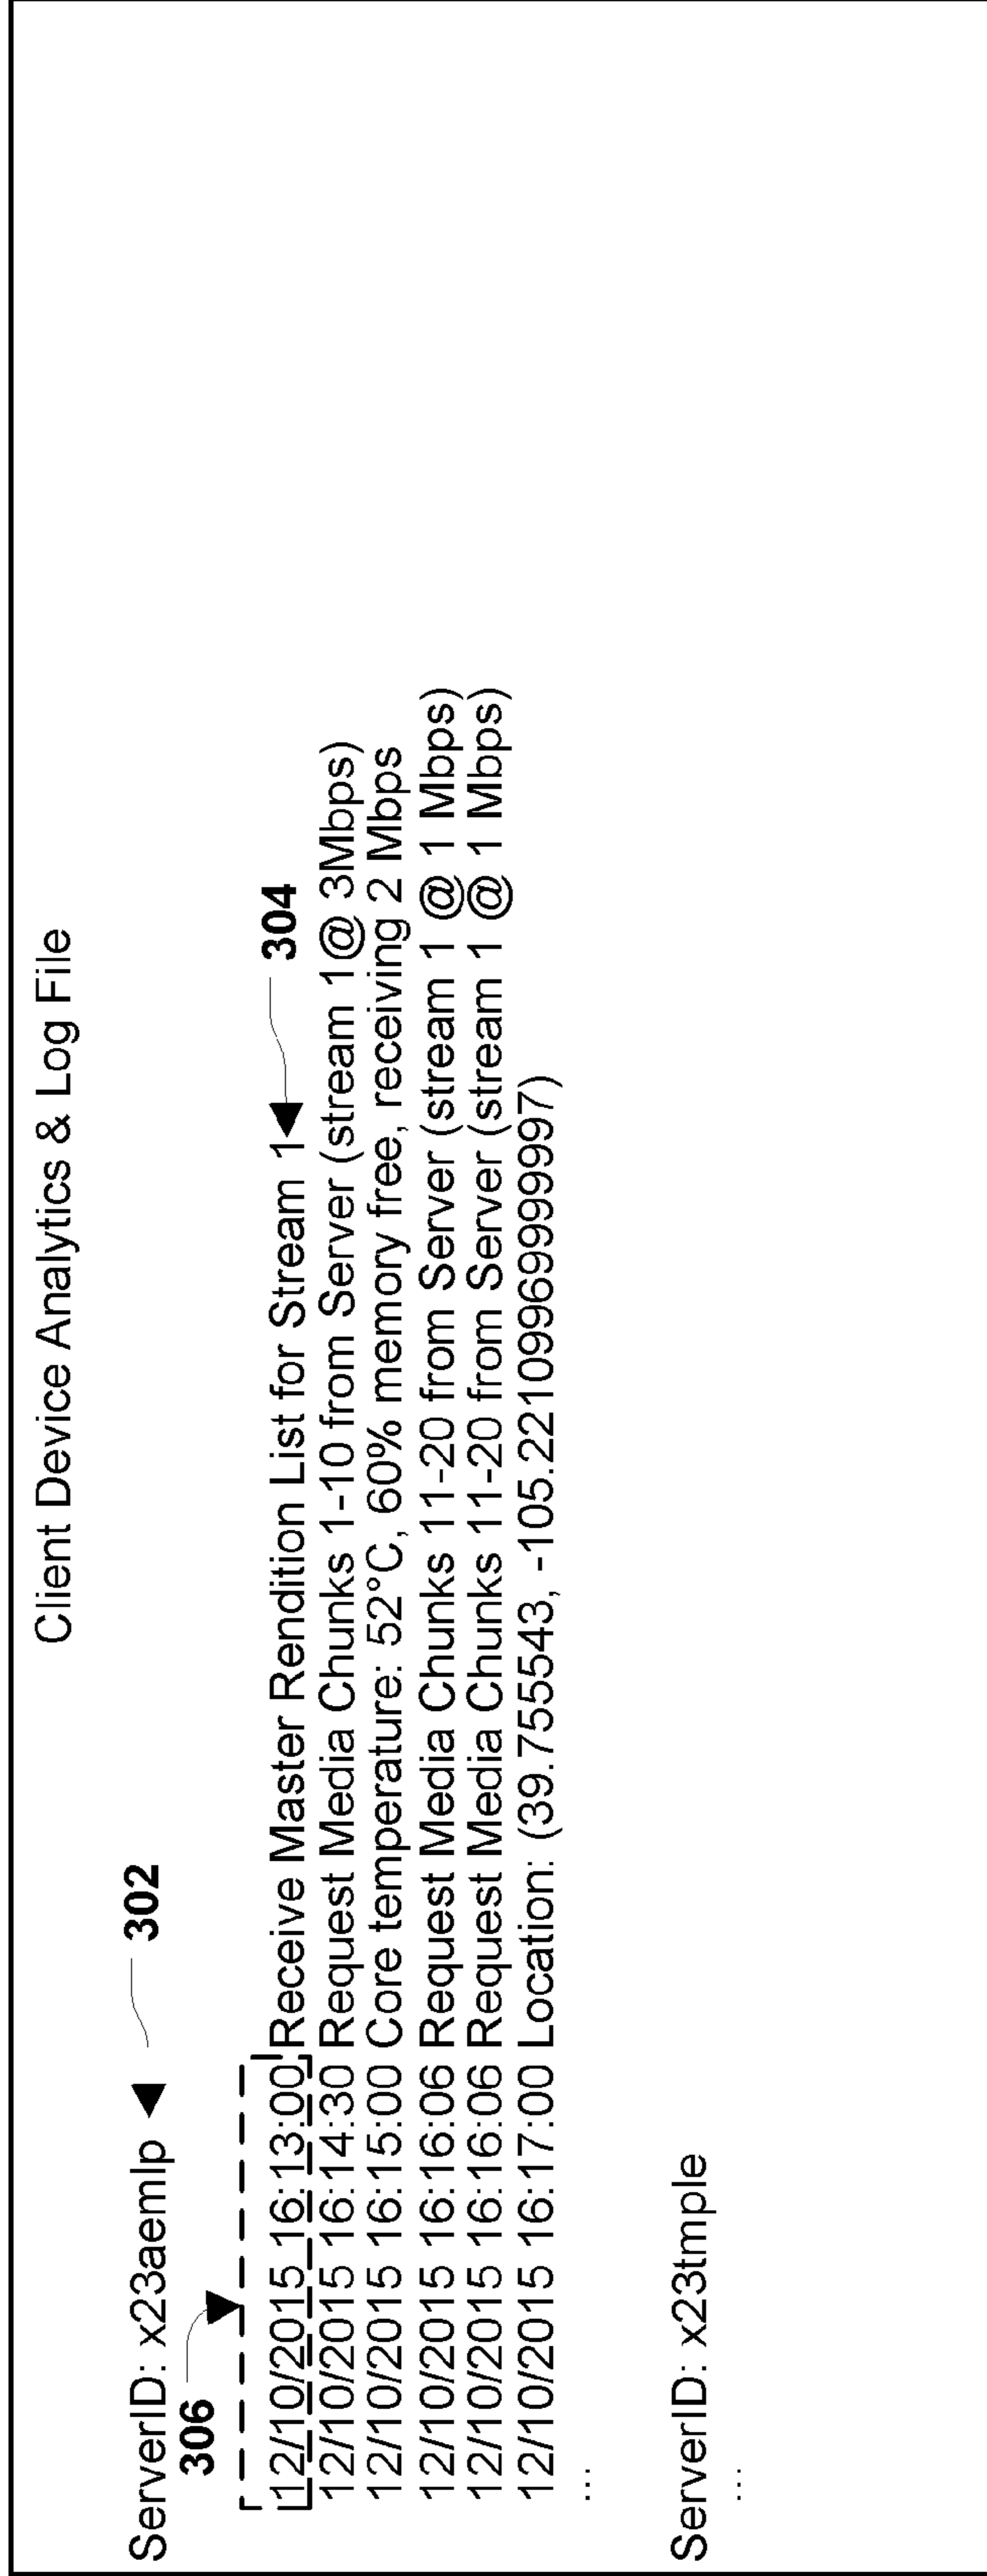 Client Device Analytics & Log File
ServerID: x23aemlp 302
306
12/10/2015 16:13:00 Receive Master Rendition List for Stream 1 304
12/10/2015 16:14:30 Request Media Chunks 1-10 from Server (stream 1@ 3Mbps)
12/10/2015 16:15:00 Core temperature: 52°C, 60% memory free, receiving 2 Mbps
12/10/2015 16:16:06 Request Media Chunks 11-20 from Server (stream 1 @ 1 Mbps)
12/10/2015 16:16:06 Request Media Chunks 11-20 from Server (stream 1 @ 1 Mbps)
12/10/2015 16:17:00 Location: (39.755543, -105.2210996999997)
...
ServerID: x23tmple
...